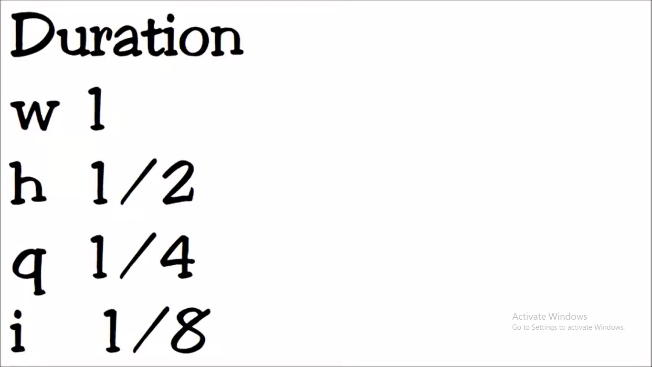 Duration
w 1
h 1/2
q 1/4
i 1/8
Activate Windows
Go to Settings to activate Windows.